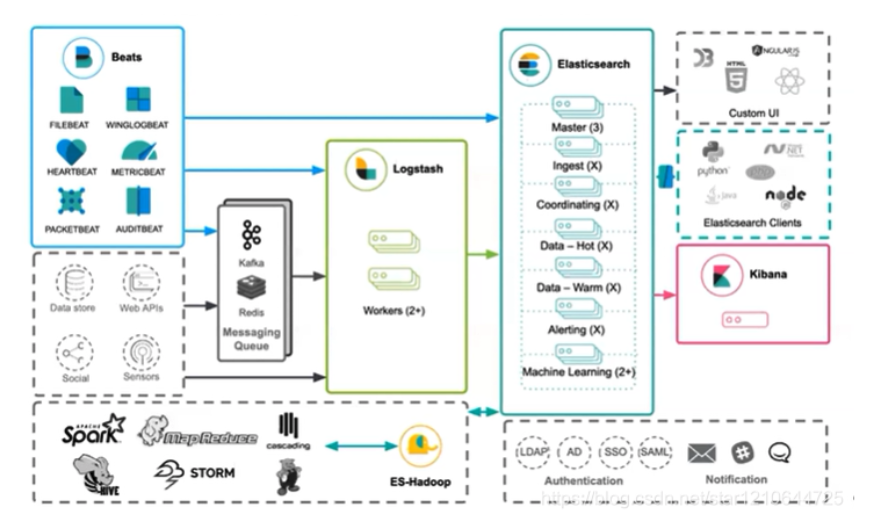 Beats
FILEBEAT
WINGLOGBEAT
HEARTBEAT
METRICBEAT
PACKETBEAT
AUDITBEAT
Data store
Web APIs
Social
Sensors
Kafka
Redis
Messaging
Queue
Logstash
Workers (2+)
Elasticsearch
Master (3)
Ingest (X)
Coordinating (X)
Data – Hot (X)
Data – Warm (X)
Alerting (X)
Machine Learning (2+)
ANGULARJS
HTML
5
Custom UI
python
.NET
Java
node
Elasticsearch Clients
Kibana
APACHE
Spark
MapReduce
cascading
HIVE
STORM
ES-Hadoop
LDAP
AD
SSO
SAML
Authentication
Notification
https://blog.csdn.net/star1210644725